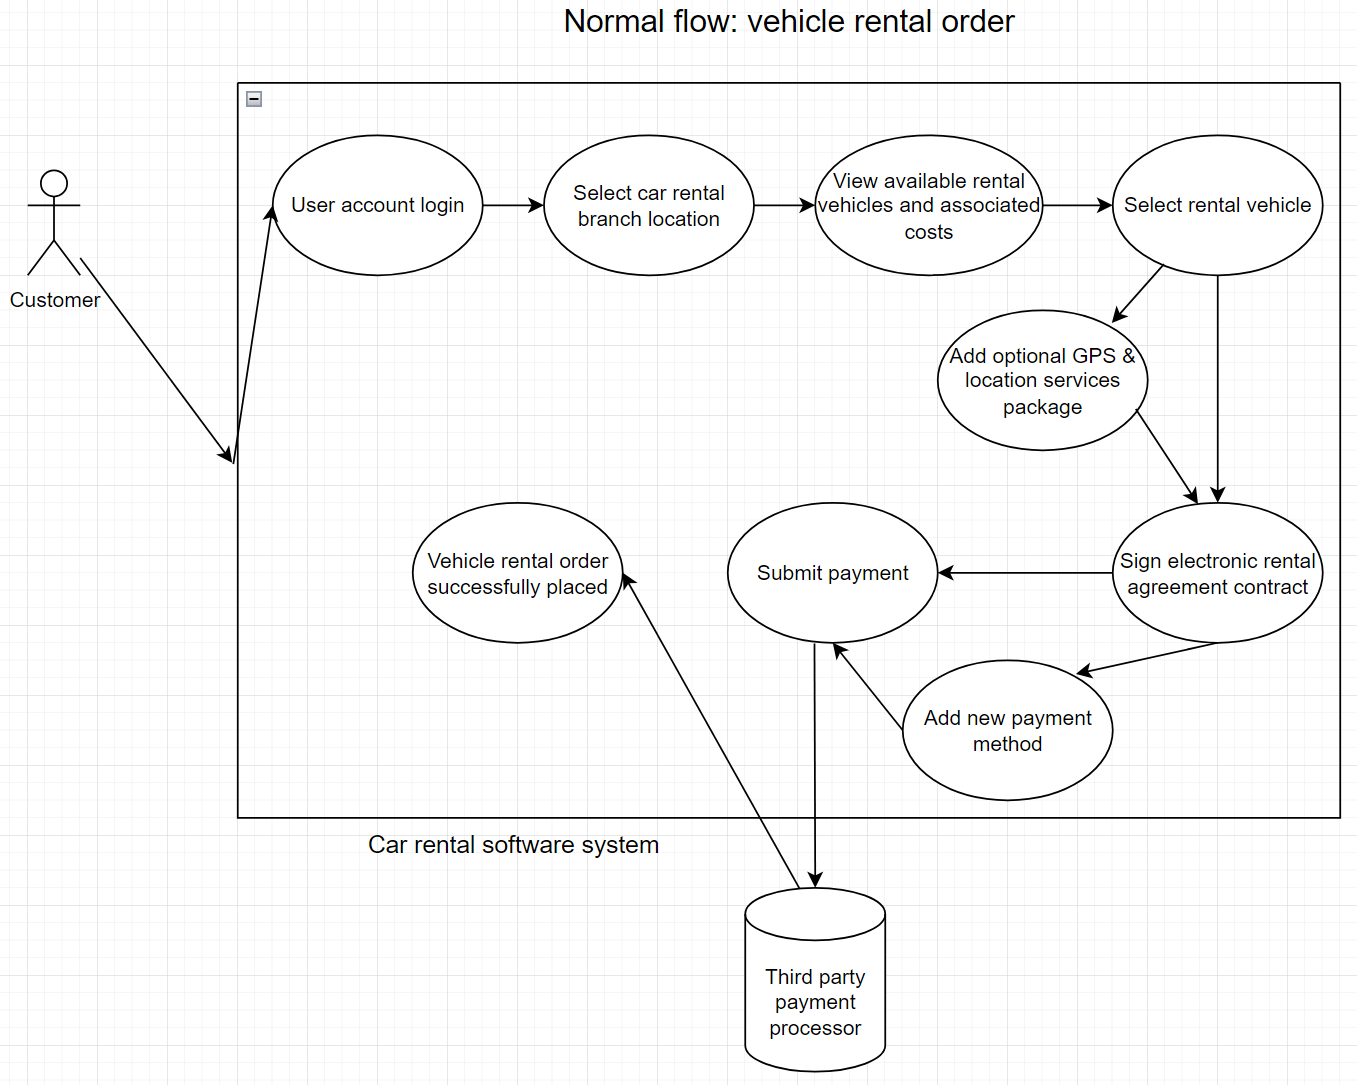 Normal flow: vehicle rental order
Customer
User account login
Select car rental
branch location
View available rental
vehicles and associated
costs
Select rental vehicle
Add optional GPS &
location services
package
Vehicle rental order
successfully placed
Submit payment
Sign electronic rental
agreement contract
Add new payment
method
Car rental software system
Third party
payment
processor